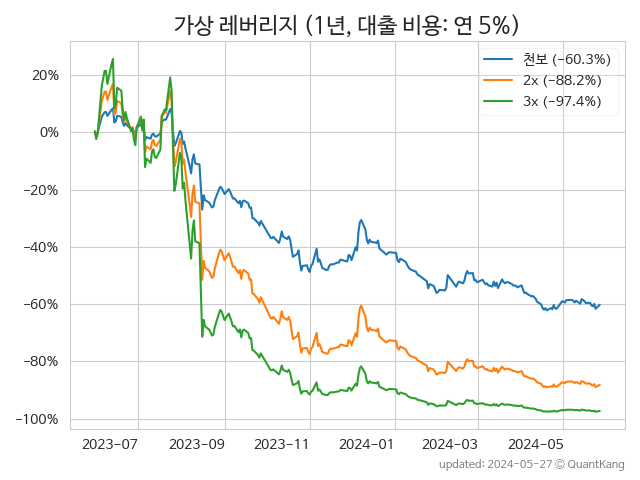 가상 레버리지 (1년, 대출 비용: 연 5%)
천보 (−60.3%)
2x (−88.2%)
3x (−97.4%)
20%
0%
−20%
−40%
−60%
−80%
−100%
2023-07 2023-09 2023-11 2024-01 2024-03 2024-05
updated: 2024-05-27 © QuantKang